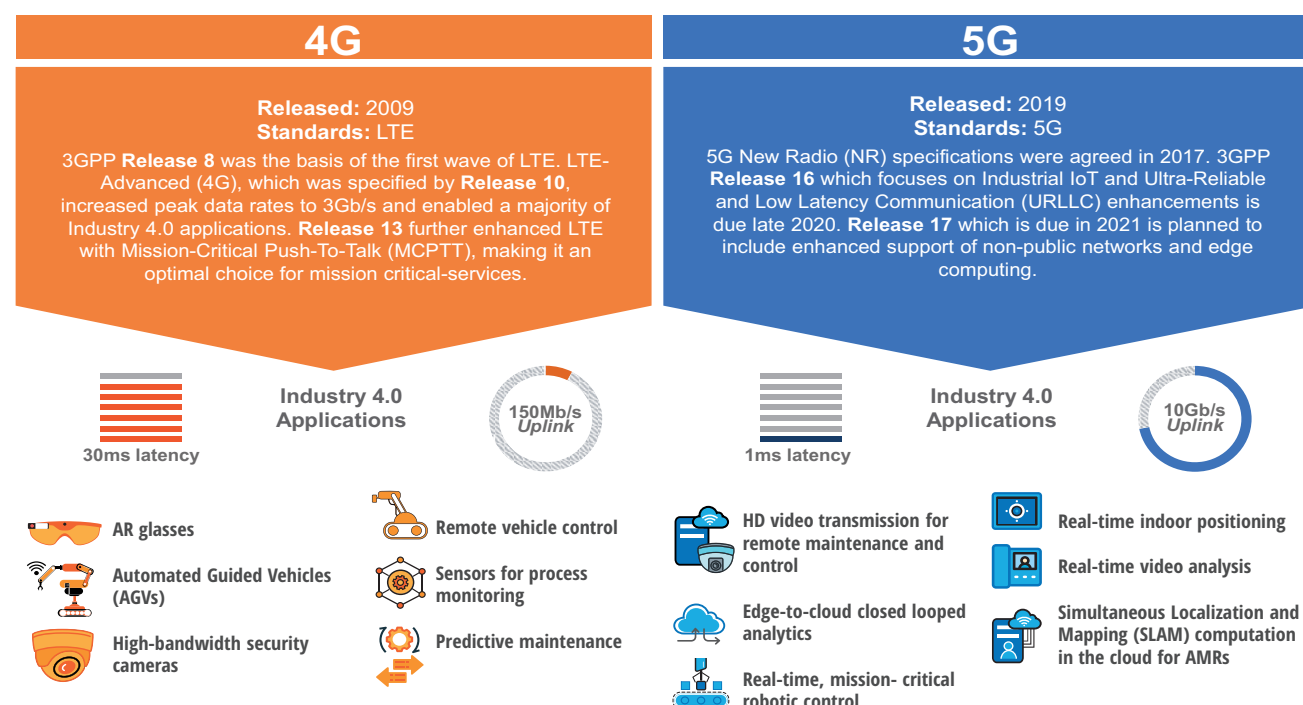 4G
Released: 2009
Standards: LTE
3GPP Release 8 was the basis of the first wave of LTE. LTE-
Advanced (4G), which was specified by Release 10,
increased peak data rates to 3Gb/s and enabled a majority of
Industry 4.0 applications. Release 13 further enhanced LTE
with Mission-Critical Push-To-Talk (MCPTT), making it an
optimal choice for mission critical-services.
30ms latency
Industry 4.0
Applications
150Mb/s
Uplink
AR glasses
Automated Guided Vehicles
(AGVs)
High-bandwidth security
cameras
Remote vehicle control
Sensors for process
monitoring
Predictive maintenance
5G
Released: 2019
Standards: 5G
5G New Radio (NR) specifications were agreed in 2017. 3GPP
Release 16 which focuses on Industrial IoT and Ultra-Reliable
and Low Latency Communication (URLLC) enhancements is
due late 2020. Release 17 which is due in 2021 is planned to
include enhanced support of non-public networks and edge
computing.
1ms latency
Industry 4.0
Applications
10Gb/s
Uplink
HD video transmission for
remote maintenance and
control
Edge-to-cloud closed looped
analytics
Real-time, mission- critical
robotic control
Real-time indoor positioning
Real-time video analysis
Simultaneous Localization and
Mapping (SLAM) computation
in the cloud for AMRs